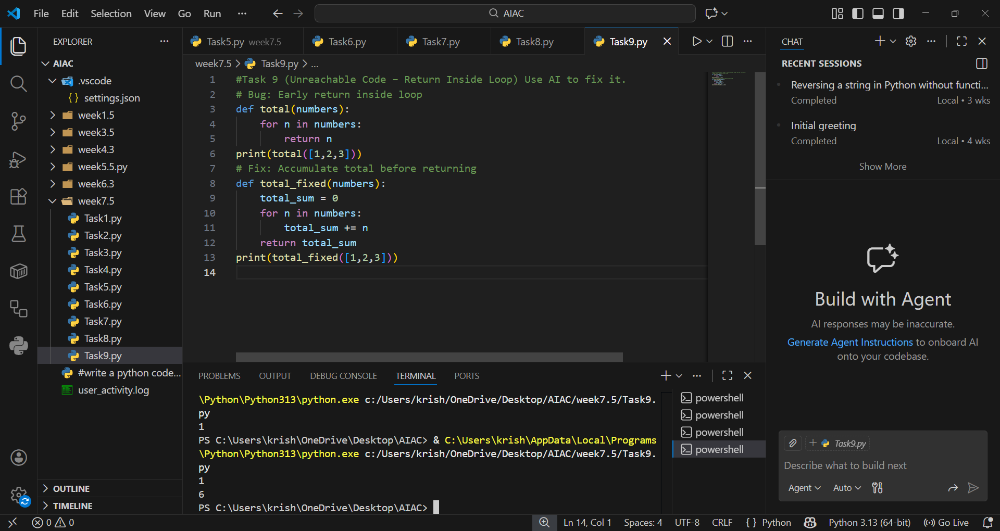 File Edit Selection View Go Run ···
AIAC
EXPLORER
AIAC
.vscode
{} settings.json
week1.5
week3.5
week4.3
week5.5.py
week6.3
week7.5
Task1.py
Task2.py
Task3.py
Task4.py
Task5.py
Task6.py
Task7.py
Task8.py
Task9.py
#write a python code...
user_activity.log
OUTLINE
TIMELINE
Task5.py week7.5 Task6.py Task7.py Task8.py Task9.py
week7.5 > Task9.py > ...
1 #Task 9 (Unreachable Code – Return Inside Loop) Use AI to fix it.
2 # Bug: Early return inside loop
3 def total(numbers):
4 for n in numbers:
5 return n
6 print(total([1,2,3]))
7 # Fix: Accumulate total before returning
8 def total_fixed(numbers):
9 total_sum = 0
10 for n in numbers:
11 total_sum += n
12 return total_sum
13 print(total_fixed([1,2,3]))
14
PROBLEMS OUTPUT DEBUG CONSOLE TERMINAL PORTS
\Python\Python313\python.exe c:/Users/krish/OneDrive/Desktop/AIAC/week7.5/Task9.
py
1
PS C:\Users\krish\OneDrive\Desktop\AIAC> & C:\Users\krish\AppData\Local\Programs
\Python\Python313\python.exe c:/Users/krish/OneDrive/Desktop/AIAC/week7.5/Task9.
py
1
6
PS C:\Users\krish\OneDrive\Desktop\AIAC>
powershell
powershell
powershell
powershell
CHAT
RECENT SESSIONS
Reversing a string in Python without functi...
Completed Local • 3 wks
Initial greeting
Completed Local • 4 wks
Show More
Build with Agent
AI responses may be inaccurate.
Generate Agent Instructions to onboard AI
onto your codebase.
Task9.py
Describe what to build next
Agent Auto
0 0
Ln 14, Col 1 Spaces: 4 UTF-8 CRLF {} Python Python 3.13 (64-bit) Go Live